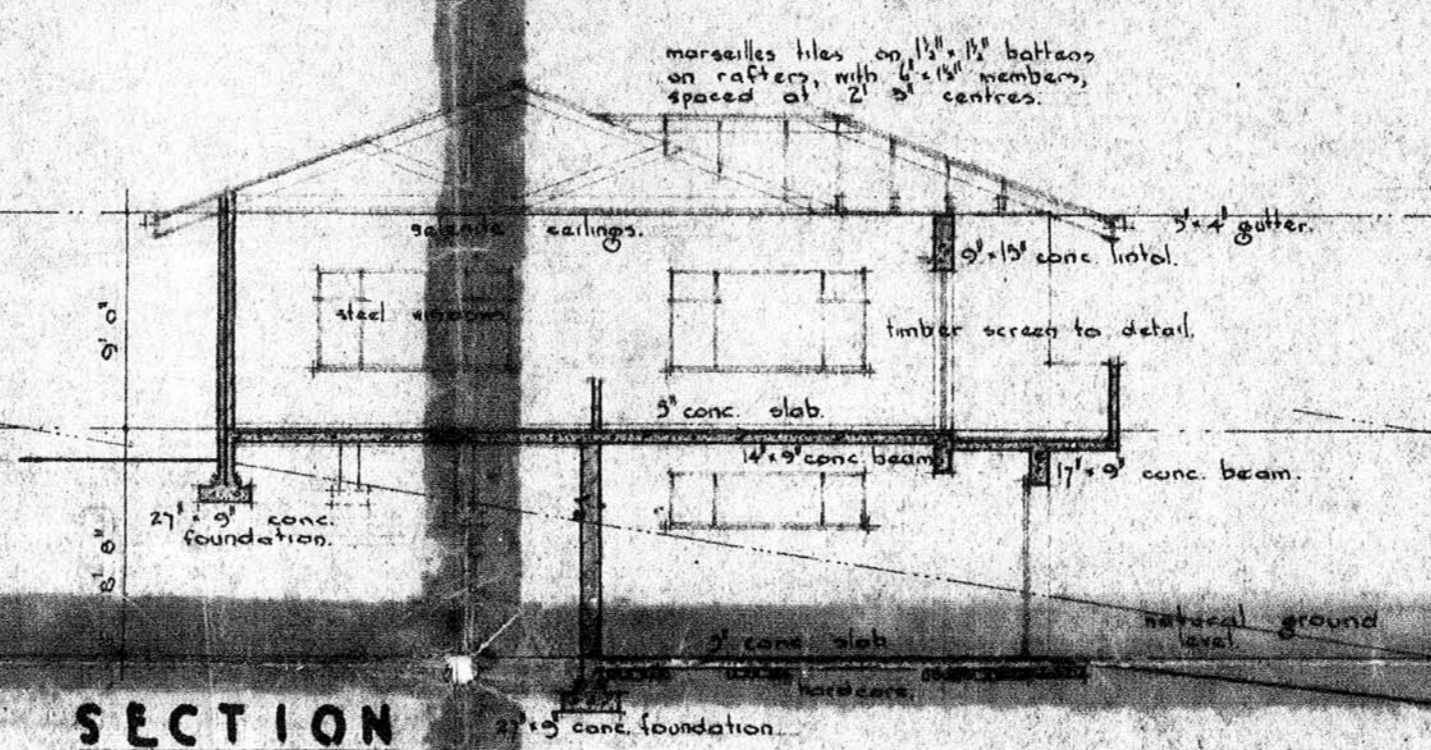 marseilles tiles on 1½" x 1½" battens
on rafters, with 6" x 1½" members,
spaced at 2' 3" centres.
ceilings.
5" x 4" gutter.
9" x 15" conc. lintol.
steel windows
timber screen to detail.
9' 0"
5" conc. slab.
14" x 9" conc. beam
17" x 9" conc. beam.
27" x 9" conc.
foundation.
8' 8"
natural ground
level.
conc slab
hardcore.
SECTION
27" x 9" conc. foundation